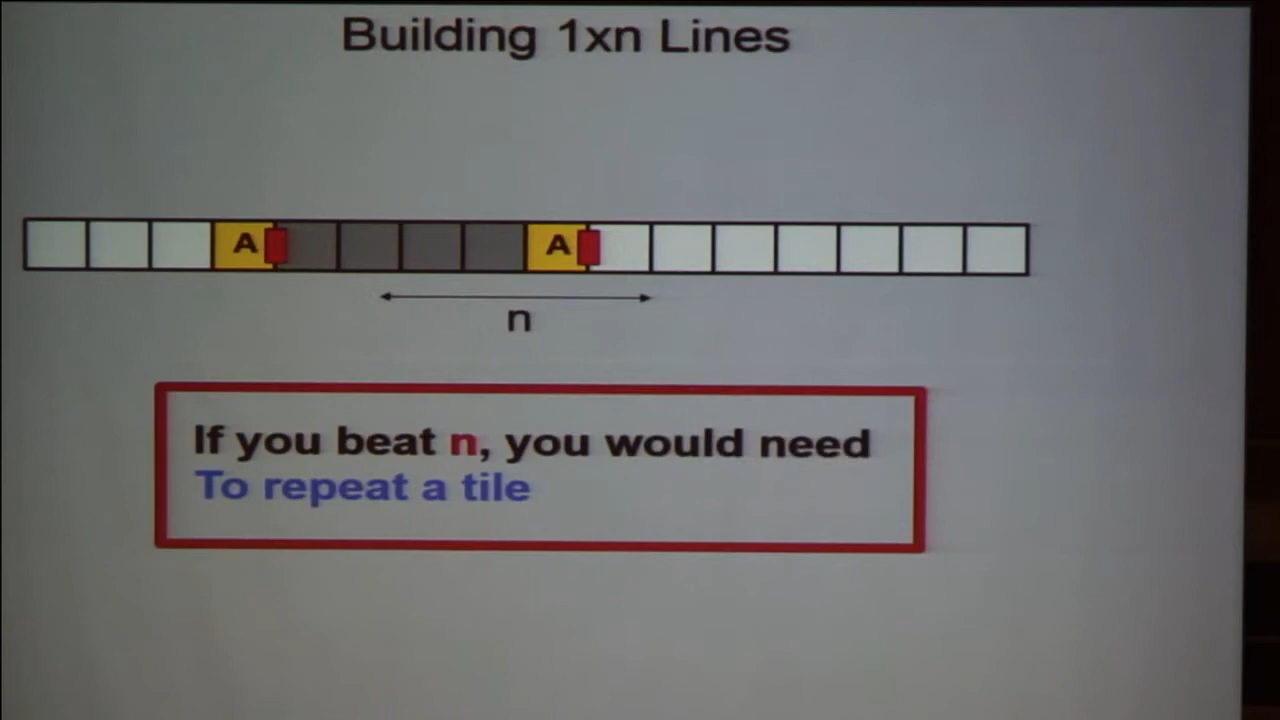 Building 1xn Lines
A A
n
If you beat n, you would need
To repeat a tile